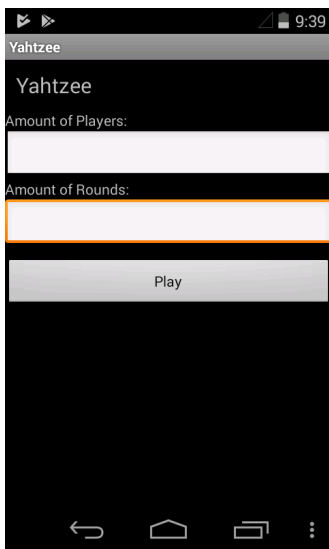 9:39
Yahtzee
Yahtzee
Amount of Players:
Amount of Rounds:
Play